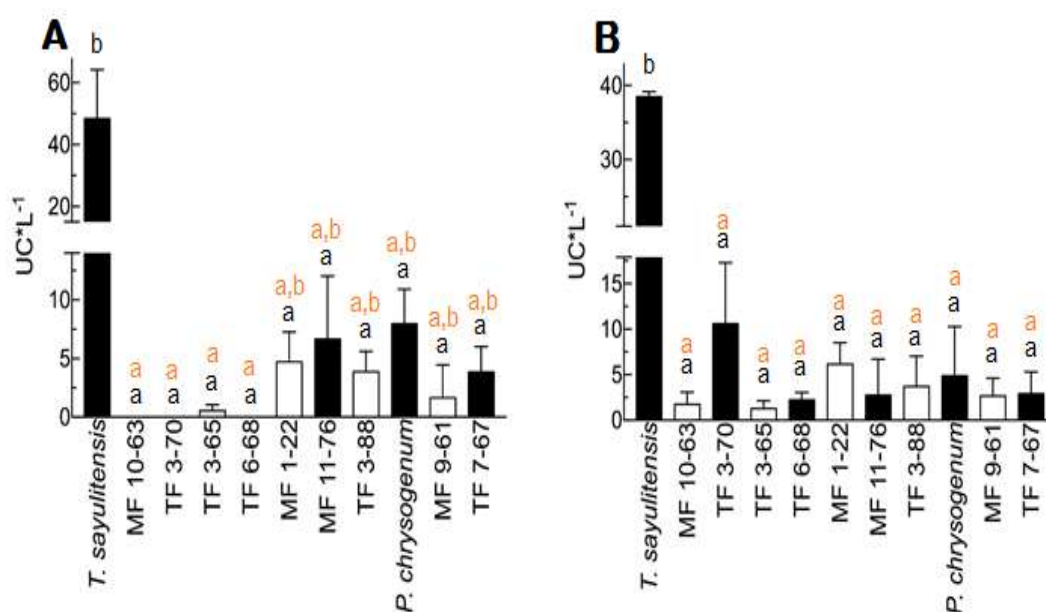 A
b
60
40
20
10
5
0
UC*L⁻¹
a a a a a,b a,b a,b a,b a,b a,b
a a a a a a a a a a
T. sayulitensis
MF 10-63
TF 3-70
TF 3-65
TF 6-68
MF 1-22
MF 11-76
TF 3-88
P. chrysogenum
MF 9-61
TF 7-67
B
b
40
30
15
10
5
0
UC*L⁻¹
a a a a a a a a a a
a a a a a a a a a a
T. sayulitensis
MF 10-63
TF 3-70
TF 3-65
TF 6-68
MF 1-22
MF 11-76
TF 3-88
P. chrysogenum
MF 9-61
TF 7-67